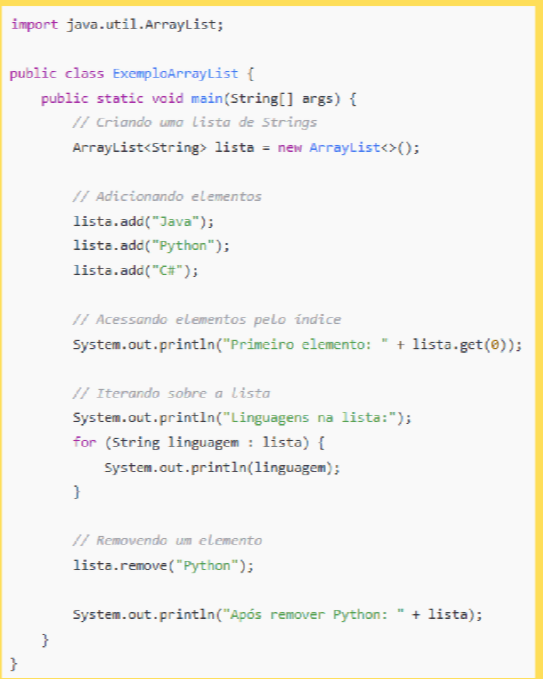 import java.util.ArrayList;
public class ExemploArrayList {
public static void main(String[] args) {
// Criando uma lista de Strings
ArrayList<String> lista = new ArrayList<>();
// Adicionando elementos
lista.add("Java");
lista.add("Python");
lista.add("C#");
// Acessando elementos pelo índice
System.out.println("Primeiro elemento: " + lista.get(0));
// Iterando sobre a lista
System.out.println("Linguagens na lista:");
for (String linguagem : lista) {
System.out.println(linguagem);
}
// Removendo um elemento
lista.remove("Python");
System.out.println("Após remover Python: " + lista);
}
}